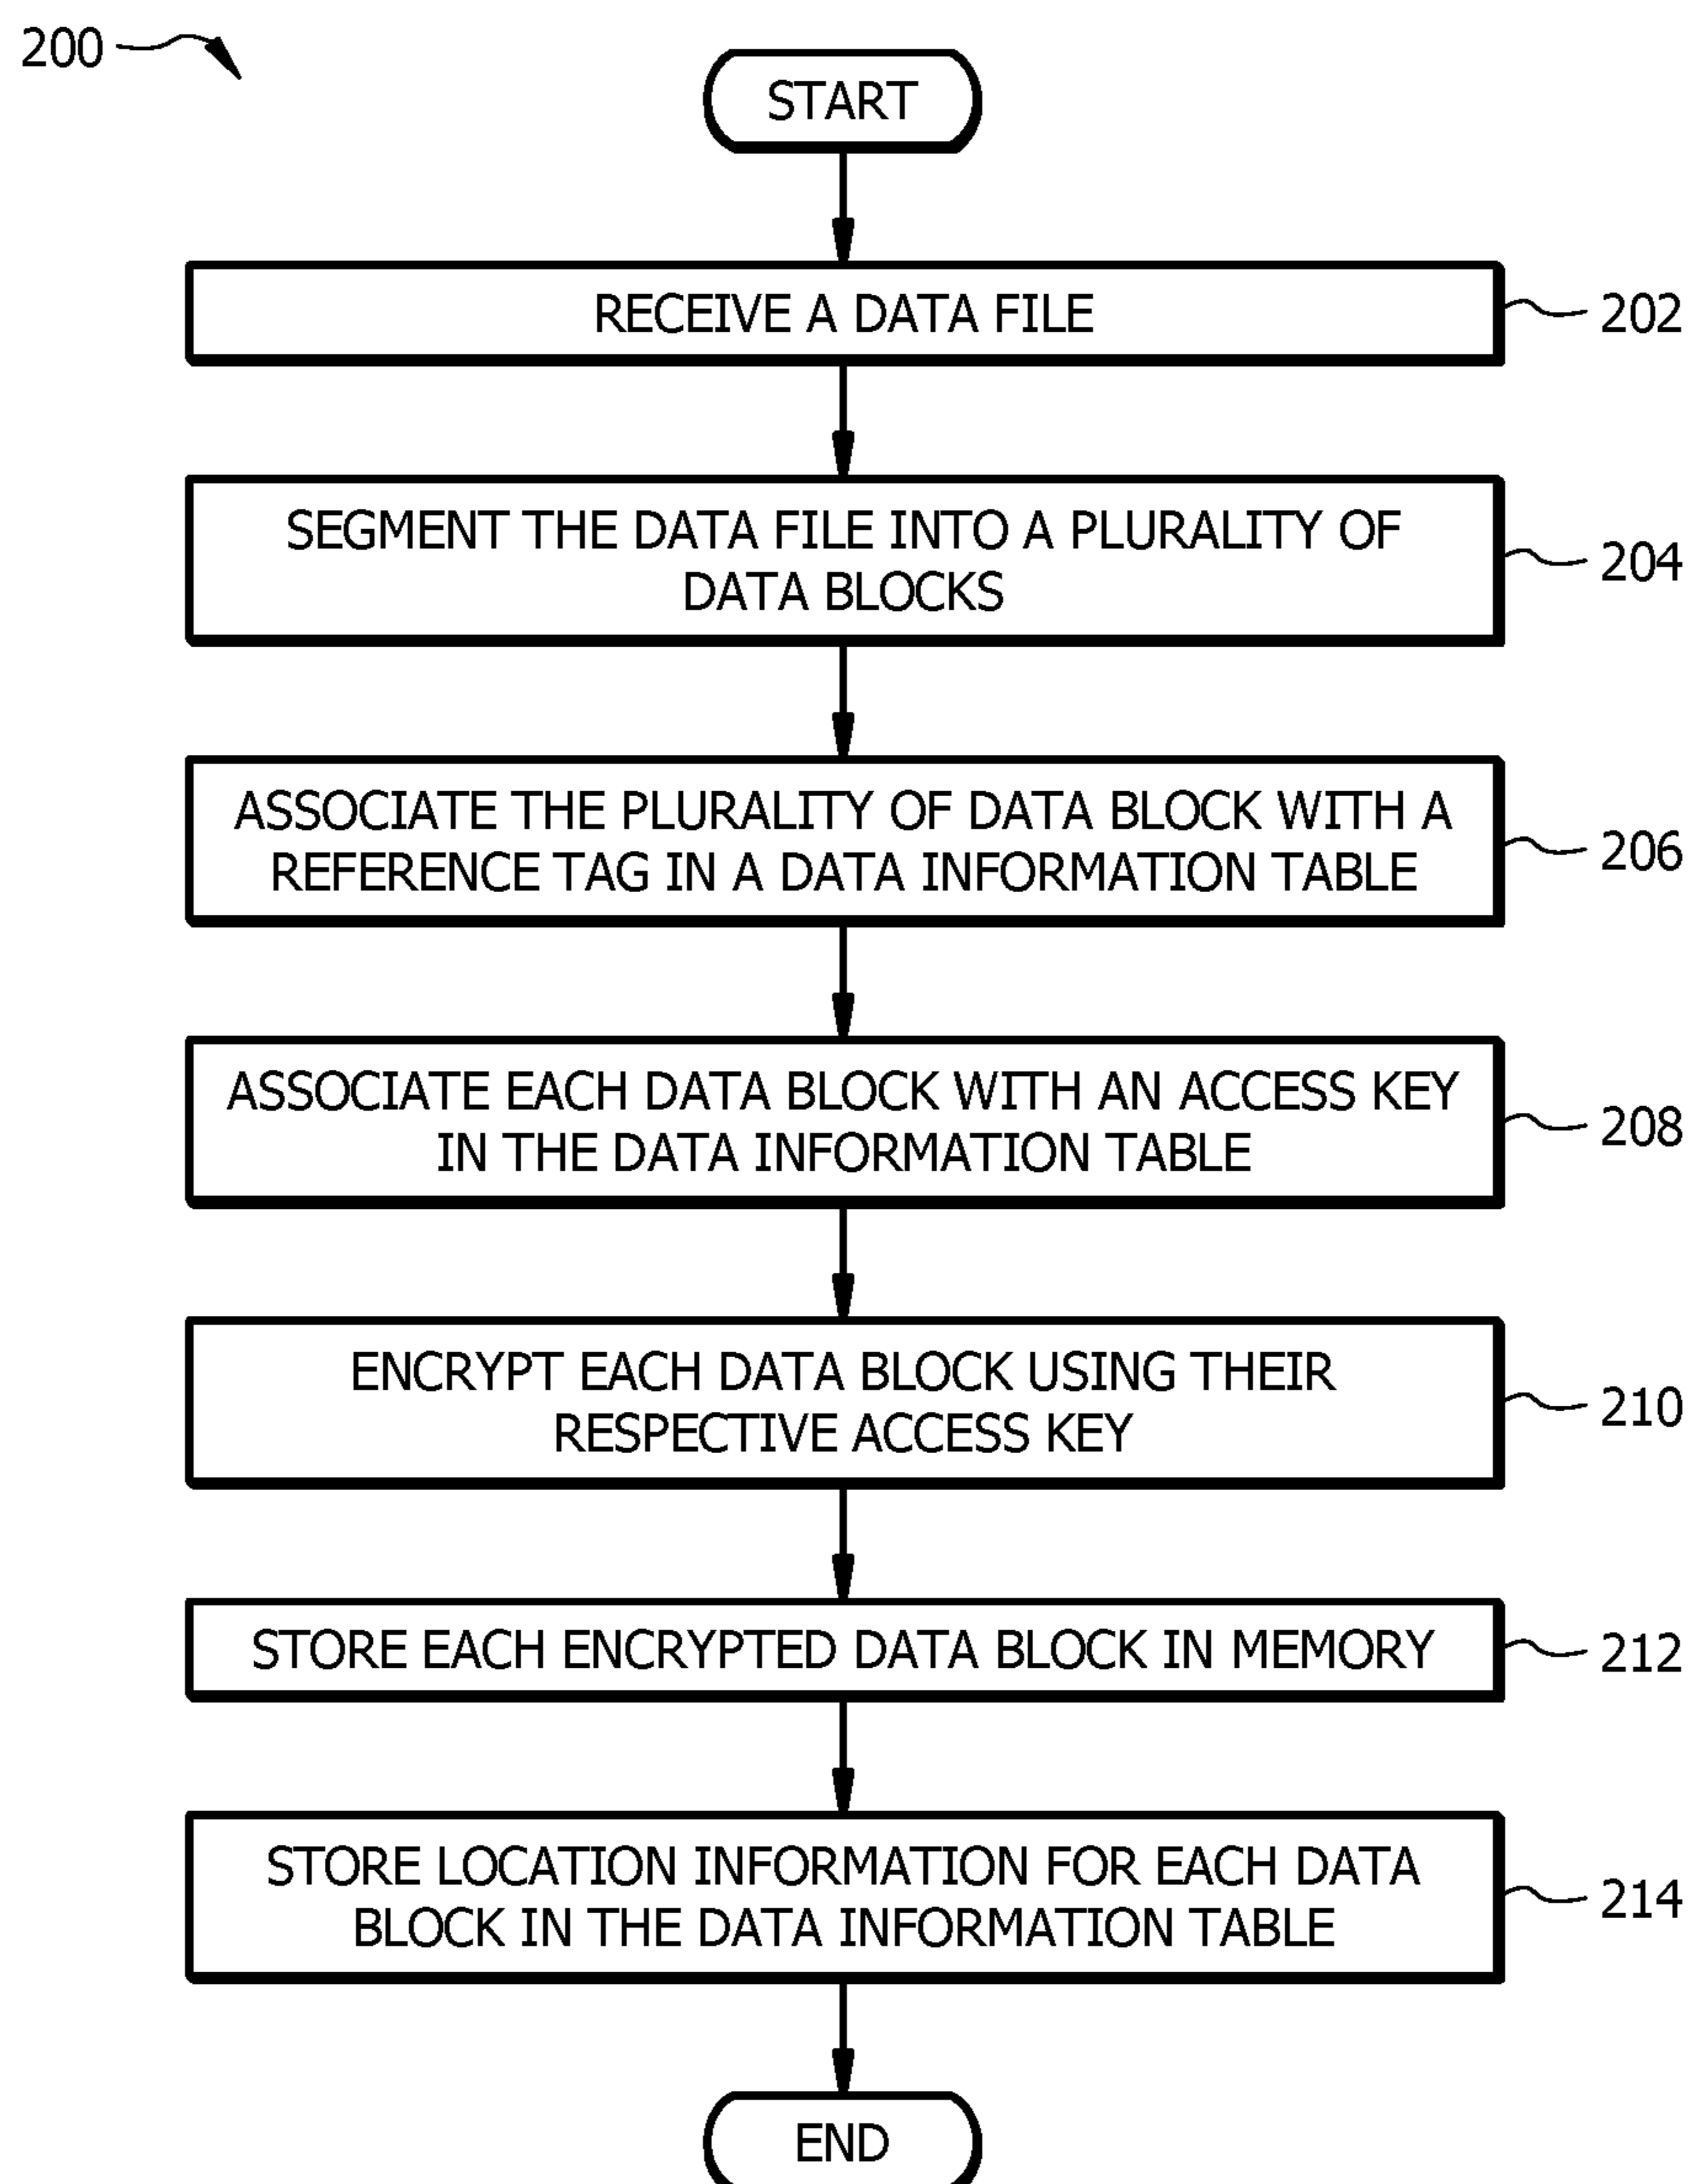 200
START
RECEIVE A DATA FILE
202
SEGMENT THE DATA FILE INTO A PLURALITY OF
DATA BLOCKS
204
ASSOCIATE THE PLURALITY OF DATA BLOCK WITH A
REFERENCE TAG IN A DATA INFORMATION TABLE
206
ASSOCIATE EACH DATA BLOCK WITH AN ACCESS KEY
IN THE DATA INFORMATION TABLE
208
ENCRYPT EACH DATA BLOCK USING THEIR
RESPECTIVE ACCESS KEY
210
STORE EACH ENCRYPTED DATA BLOCK IN MEMORY
212
STORE LOCATION INFORMATION FOR EACH DATA
BLOCK IN THE DATA INFORMATION TABLE
214
END